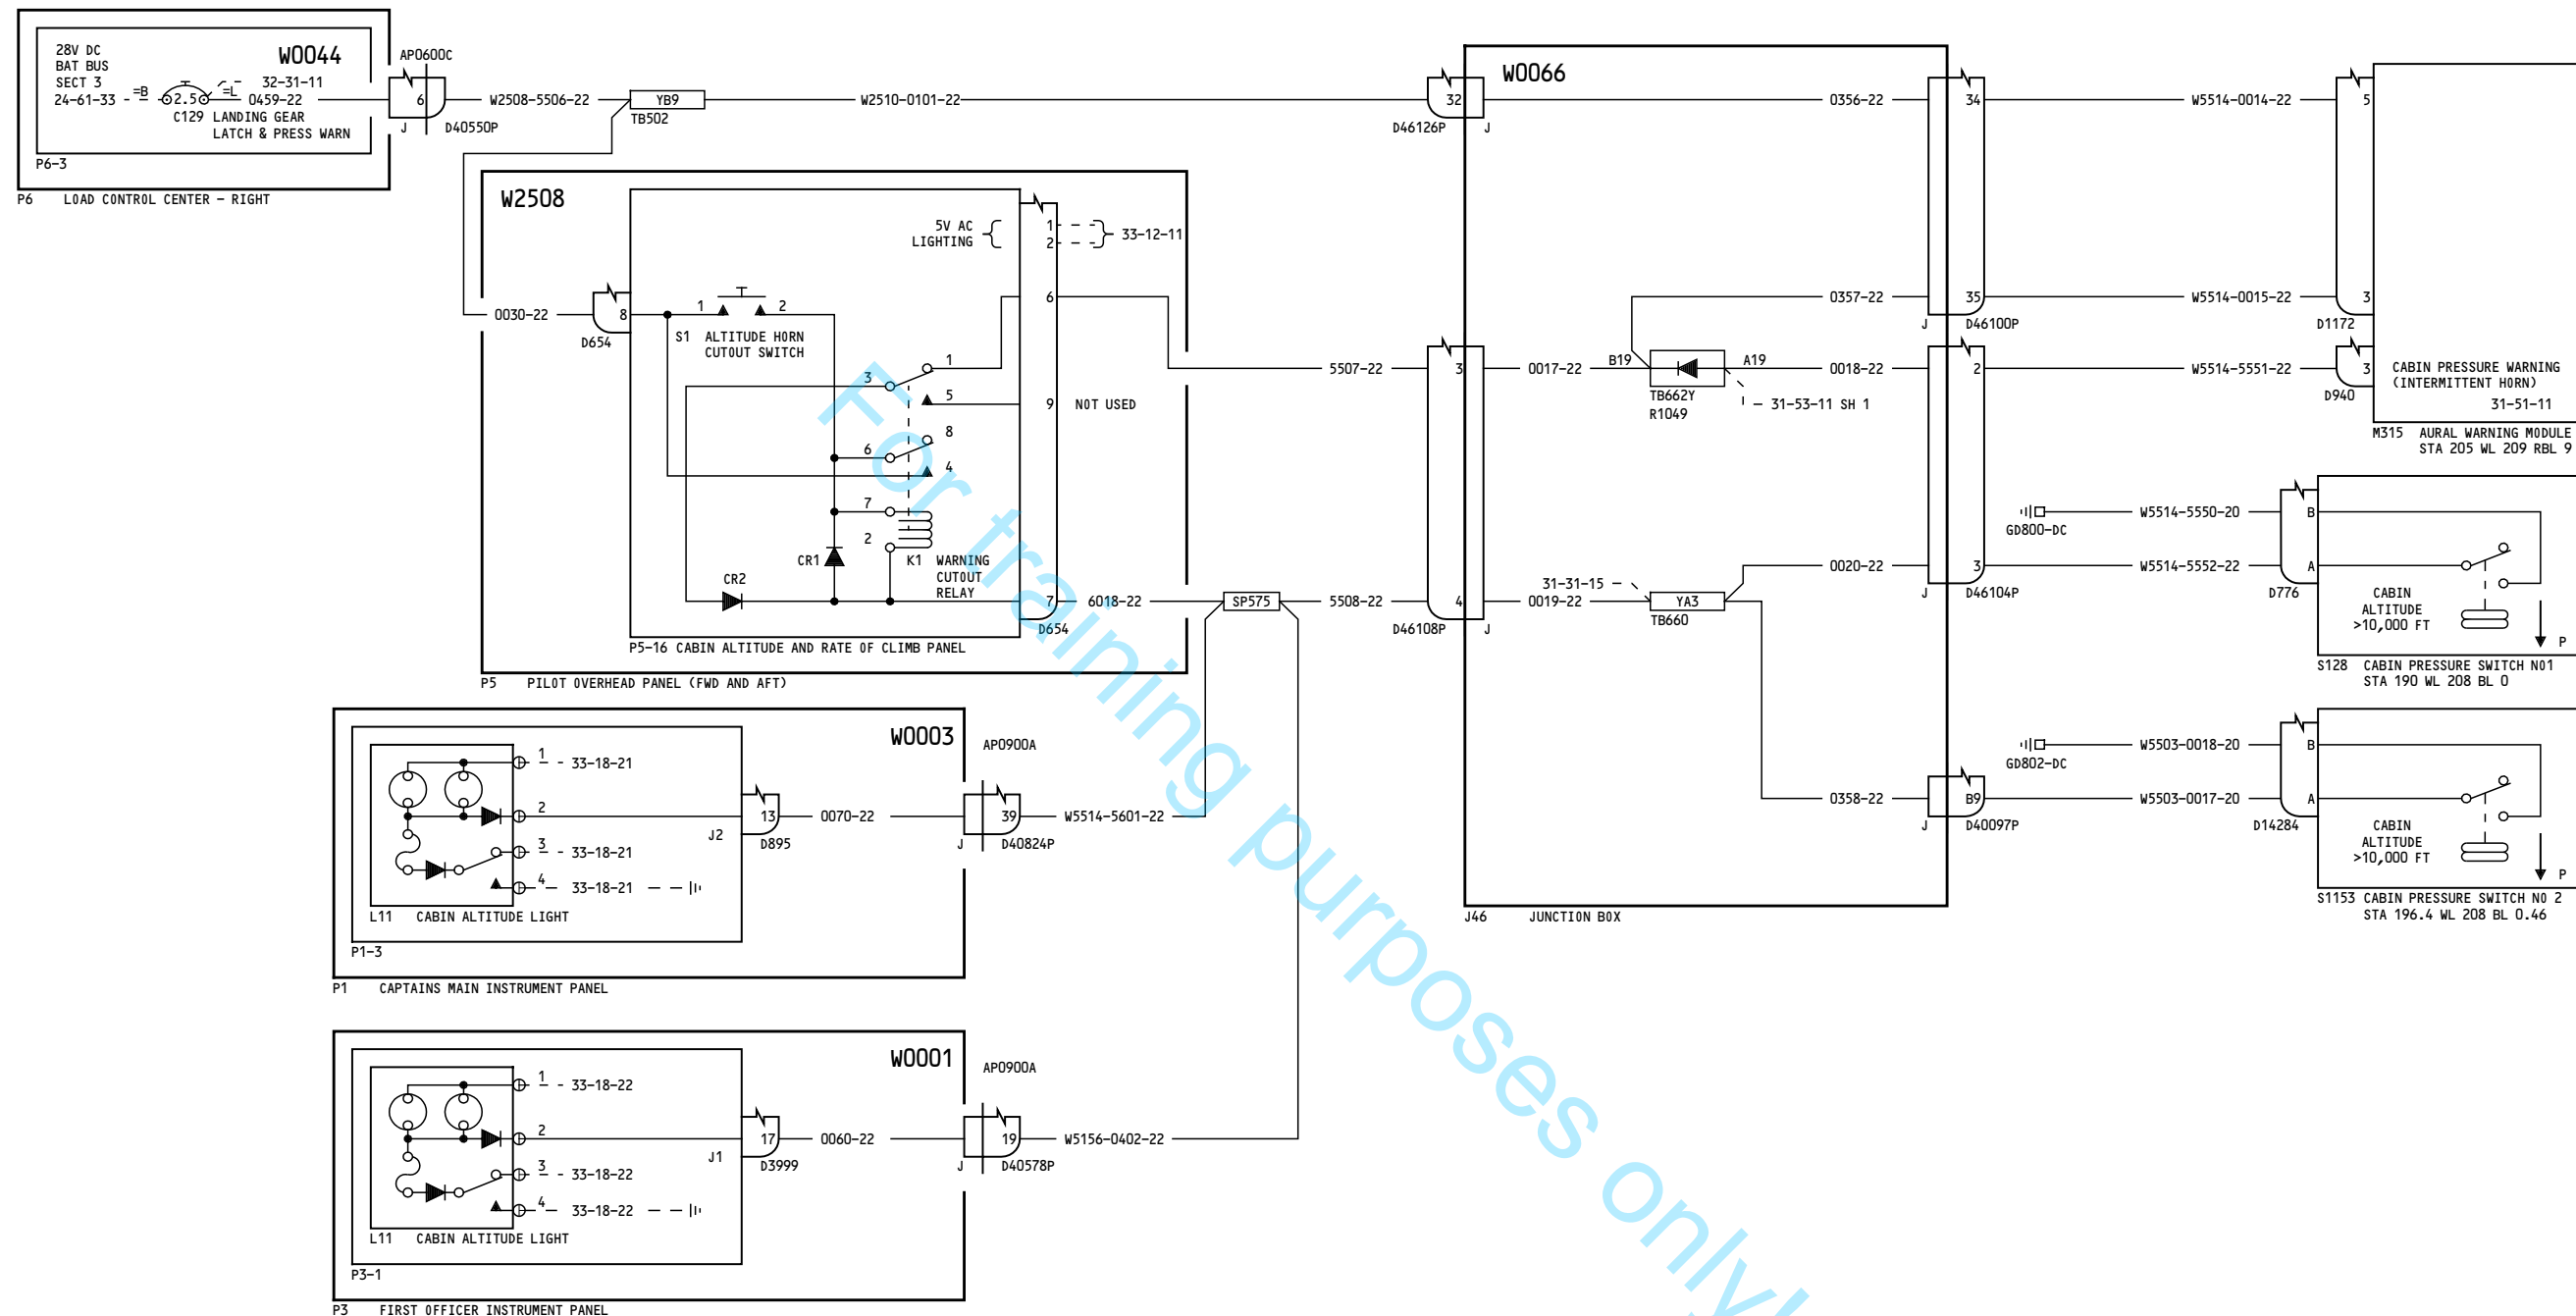 28V DC
BAT BUS
SECT 3
24-61-33
=B
2.5
=L
W0044
32-31-11
0459-22
C129 LANDING GEAR
LATCH & PRESS WARN
P6-3
P6 LOAD CONTROL CENTER - RIGHT
AP0600C
6
J
D40550P
W2508-5506-22
YB9
TB502
W2510-0101-22
32
D46126P
J
W0066
0356-22
34
W5514-0014-22
5
W2508
5V AC
LIGHTING
1
2
33-12-11
0030-22
8
D654
1
2
S1 ALTITUDE HORN
CUTOUT SWITCH
6
3
1
5
9
NOT USED
8
6
4
7
2
CR1
K1 WARNING
CUTOUT
RELAY
CR2
7
D654
6018-22
SP575
P5-16 CABIN ALTITUDE AND RATE OF CLIMB PANEL
P5 PILOT OVERHEAD PANEL (FWD AND AFT)
5507-22
3
5508-22
4
D46108P
J
0017-22
B19
A19
TB662Y
R1049
31-53-11 SH 1
0357-22
35
J
D46100P
0018-22
2
31-31-15
0019-22
YA3
TB660
0020-22
3
J
D46104P
0358-22
B9
J
D40097P
J46 JUNCTION BOX
W5514-0015-22
3
D1172
W5514-5551-22
3
D940
CABIN PRESSURE WARNING
(INTERMITTENT HORN)
31-51-11
M315 AURAL WARNING MODULE
STA 205 WL 209 RBL 9
GD800-DC
W5514-5550-20
B
W5514-5552-22
A
D776
CABIN
ALTITUDE
>10,000 FT
P
S128 CABIN PRESSURE SWITCH NO1
STA 190 WL 208 BL 0
GD802-DC
W5503-0018-20
B
W5503-0017-20
A
D14284
CABIN
ALTITUDE
>10,000 FT
P
S1153 CABIN PRESSURE SWITCH NO 2
STA 196.4 WL 208 BL 0.46
W0003
AP0900A
1
33-18-21
2
3
33-18-21
4
33-18-21
L11 CABIN ALTITUDE LIGHT
P1-3
J2
13
D895
0070-22
39
J
D40824P
W5514-5601-22
P1 CAPTAINS MAIN INSTRUMENT PANEL
W0001
AP0900A
1
33-18-22
2
3
33-18-22
4
33-18-22
L11 CABIN ALTITUDE LIGHT
P3-1
J1
17
D3999
0060-22
19
J
D40578P
W5156-0402-22
P3 FIRST OFFICER INSTRUMENT PANEL
For training purposes only!